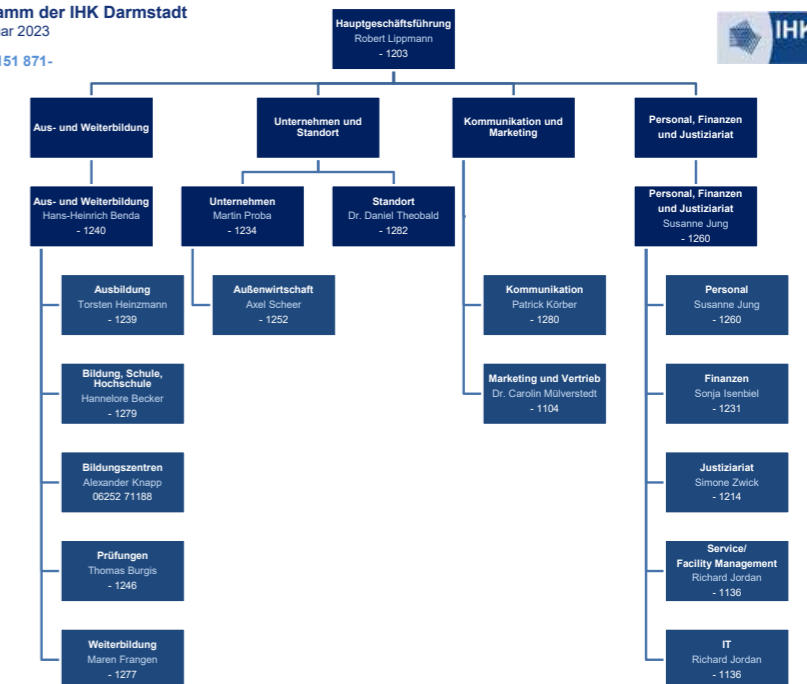 amm der IHK Darmstadt
ar 2023
151 871-
IHK
Hauptgeschäftsführung
Robert Lippmann
- 1203
Aus- und Weiterbildung
Unternehmen und
Standort
Kommunikation und
Marketing
Personal, Finanzen
und Justiziariat
Aus- und Weiterbildung
Hans-Heinrich Benda
- 1240
Unternehmen
Martin Proba
- 1234
Standort
Dr. Daniel Theobald
- 1282
Personal, Finanzen
und Justiziariat
Susanne Jung
- 1260
Ausbildung
Torsten Heinzmann
- 1239
Außenwirtschaft
Axel Scheer
- 1252
Kommunikation
Patrick Körber
- 1280
Personal
Susanne Jung
- 1260
Bildung, Schule,
Hochschule
Hannelore Becker
- 1279
Marketing und Vertrieb
Dr. Carolin Mülverstedt
- 1104
Finanzen
Sonja Isenbiel
- 1231
Bildungszentren
Alexander Knapp
06252 71188
Justiziariat
Simone Zwick
- 1214
Prüfungen
Thomas Burgis
- 1246
Service/
Facility Management
Richard Jordan
- 1136
Weiterbildung
Maren Frangen
- 1277
IT
Richard Jordan
- 1136